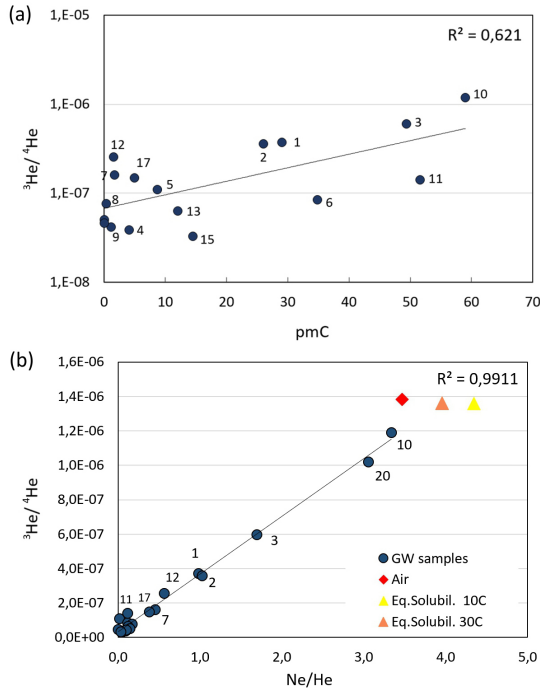 (a)
1,E-05
R² = 0,621
1,E-06
10
3
12
1
17
2
7
5
11
1,E-07
8
13
6
9
4
15
1,E-08
0
10
20
30
40
50
60
70
³He/ ⁴He
pmC
(b)
1,6E-06
R² = 0,9911
1,4E-06
1,2E-06
10
1,0E-06
20
8,0E-07
6,0E-07
3
1
GW samples
4,0E-07
12
2
Air
11
17
Eq.Solubil. 10C
2,0E-07
7
Eq.Solubil. 30C
0,0E+00
0,0
1,0
2,0
3,0
4,0
5,0
³He/ ⁴He
Ne/He